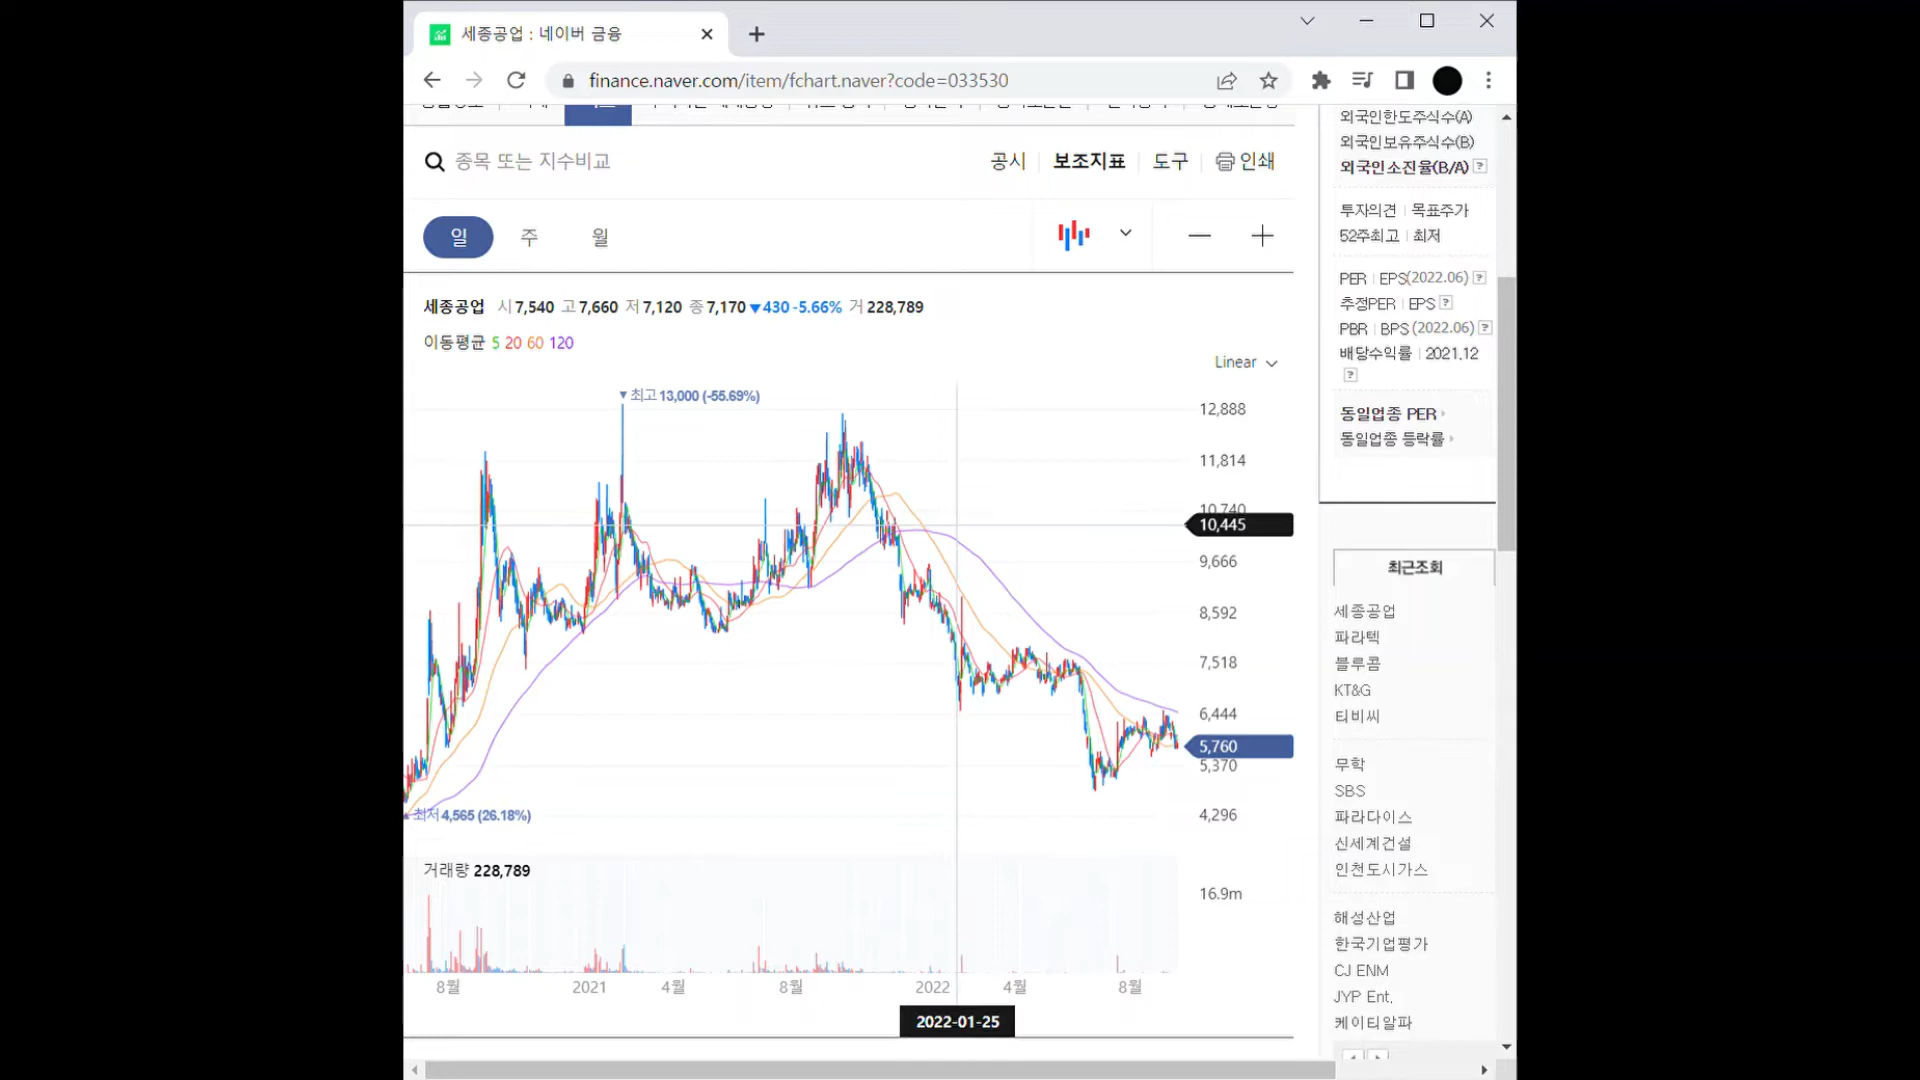 세종공업 : 네이버 금융
finance.naver.com/item/fchart.naver?code=033530
종목 또는 지수비교
공시 보조지표 도구 인쇄
일 주 월
세종공업 시 7,540 고 7,660 저 7,120 종 7,170 ▼430 -5.66% 거 228,789
이동평균 5 20 60 120
Linear
▼최고 13,000 (-55.69%)
12,888
11,814
10,740
10,445
9,666
8,592
7,518
6,444
5,760
5,370
4,296
▲최저 4,565 (26.18%)
거래량 228,789
16.9m
8월 2021 4월 8월 2022 4월 8월
2022-01-25
외국인한도주식수(A)
외국인보유주식수(B)
외국인소진율(B/A) ?
투자의견 | 목표주가
52주최고 | 최저
PER | EPS(2022.06) ?
추정PER | EPS ?
PBR | BPS (2022.06) ?
배당수익률 | 2021.12
?
동일업종 PER
동일업종 등락률
최근조회
세종공업
파라텍
블루콤
KT&G
티비씨
무학
SBS
파라다이스
신세계건설
인천도시가스
해성산업
한국기업평가
CJ ENM
JYP Ent.
케이티알파